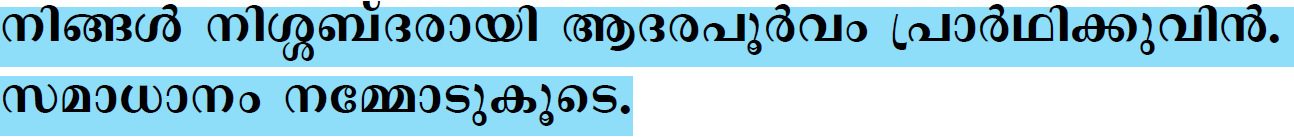 നിങ്ങൾ നിശ്ശബ്ദരായി ആദരപൂർവം പ്രാർഥിക്കുവിൻ.
സമാധാനം നമ്മോടുകൂടെ.